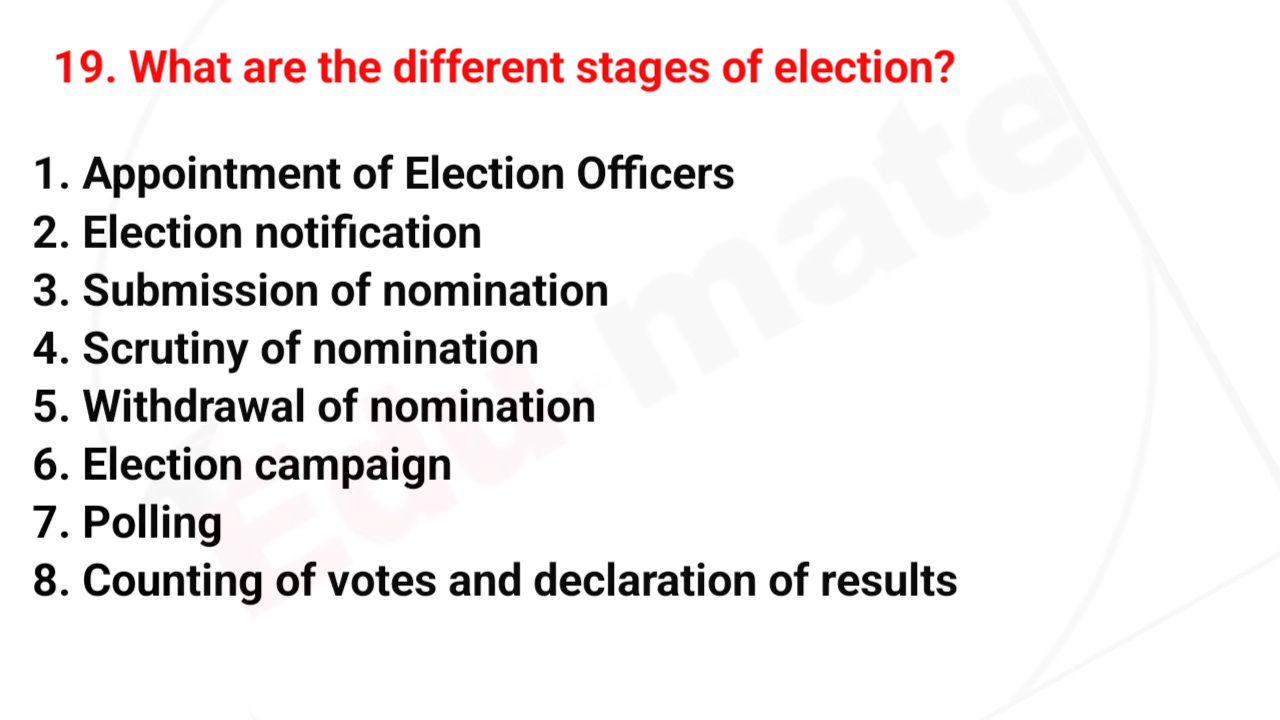 19. What are the different stages of election?
1. Appointment of Election Officers
2. Election notification
3. Submission of nomination
4. Scrutiny of nomination
5. Withdrawal of nomination
6. Election campaign
7. Polling
8. Counting of votes and declaration of results
Edu mate